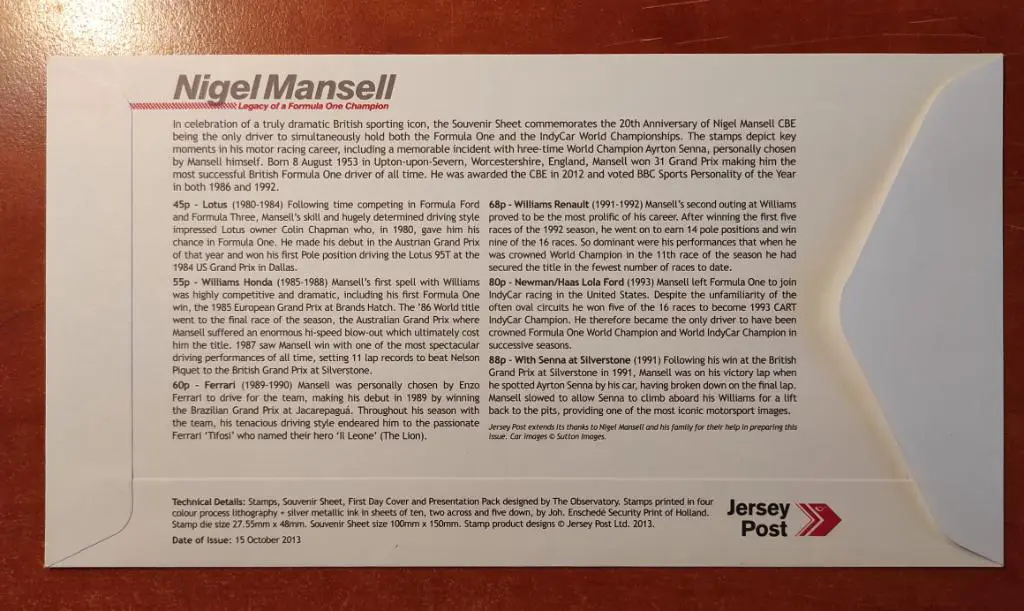 Nigel Mansell
Legacy of a Formula One Champion
In celebration of a truly dramatic British sporting icon, the Souvenir Sheet commemorates the 20th Anniversary of Nigel Mansell CBE
being the only driver to simultaneously hold both the Formula One and the IndyCar World Championships. The stamps depict key
moments in his motor racing career, including a memorable incident with hree-time World Champion Ayrton Senna, personally chosen
by Mansell himself. Born 8 August 1953 in Upton-upon-Severn, Worcestershire, England, Mansell won 31 Grand Prix making him the
most successful British Formula One driver of all time. He was awarded the CBE in 2012 and voted BBC Sports Personality of the Year
in both 1986 and 1992.
45p - Lotus (1980-1984) Following time competing in Formula Ford
and Formula Three, Mansell's skill and hugely determined driving style
impressed Lotus owner Colin Chapman who, in 1980, gave him his
chance in Formula One. He made his debut in the Austrian Grand Prix
of that year and won his first Pole position driving the Lotus 95T at the
1984 US Grand Prix in Dallas.
55p - Williams Honda (1985-1988) Mansell's first spell with Williams
was highly competitive and dramatic, including his first Formula One
win, the 1985 European Grand Prix at Brands Hatch. The '86 World title
went to the final race of the season, the Australian Grand Prix where
Mansell suffered an enormous hi-speed blow-out which ultimately cost
him the title. 1987 saw Mansell win with one of the most spectacular
driving performances of all time, setting 11 lap records to beat Nelson
Piquet to the British Grand Prix at Silverstone.
60p - Ferrari (1989-1990) Mansell was personally chosen by Enzo
Ferrari to drive for the team, making his debut in 1989 by winning
the Brazilian Grand Prix at Jacarepaguá. Throughout his season with
the team, his tenacious driving style endeared him to the passionate
Ferrari 'Tifosi' who named their hero 'Il Leone' (The Lion).
68p - Williams Renault (1991-1992) Mansell's second outing at Williams
proved to be the most prolific of his career. After winning the first five
races of the 1992 season, he went on to earn 14 pole positions and win
nine of the 16 races. So dominant were his performances that when he
was crowned World Champion in the 11th race of the season he had
secured the title in the fewest number of races to date.
80p - Newman/Haas Lola Ford (1993) Mansell left Formula One to join
IndyCar racing in the United States. Despite the unfamiliarity of the
often oval circuits he won five of the 16 races to become 1993 CART
IndyCar Champion. He therefore became the only driver to have been
crowned Formula One World Champion and World IndyCar Champion in
successive seasons.
88p - With Senna at Silverstone (1991) Following his win at the British
Grand Prix at Silverstone in 1991, Mansell was on his victory lap when
he spotted Ayrton Senna by his car, having broken down on the final lap.
Mansell slowed to allow Senna to climb aboard his Williams for a lift
back to the pits, providing one of the most iconic motorsport images.
Jersey Post extends its thanks to Nigel Mansell and his family for their help in preparing this
issue. Car images © Sutton Images.
Technical Details: Stamps, Souvenir Sheet, First Day Cover and Presentation Pack designed by The Observatory. Stamps printed in four
colour process lithography + silver metallic ink in sheets of ten, two across and five down, by Joh. Enschedé Security Print of Holland.
Stamp die size 27.55mm x 48mm. Souvenir Sheet size 100mm x 150mm. Stamp product designs © Jersey Post Ltd. 2013.
Date of Issue: 15 October 2013
Jersey
Post